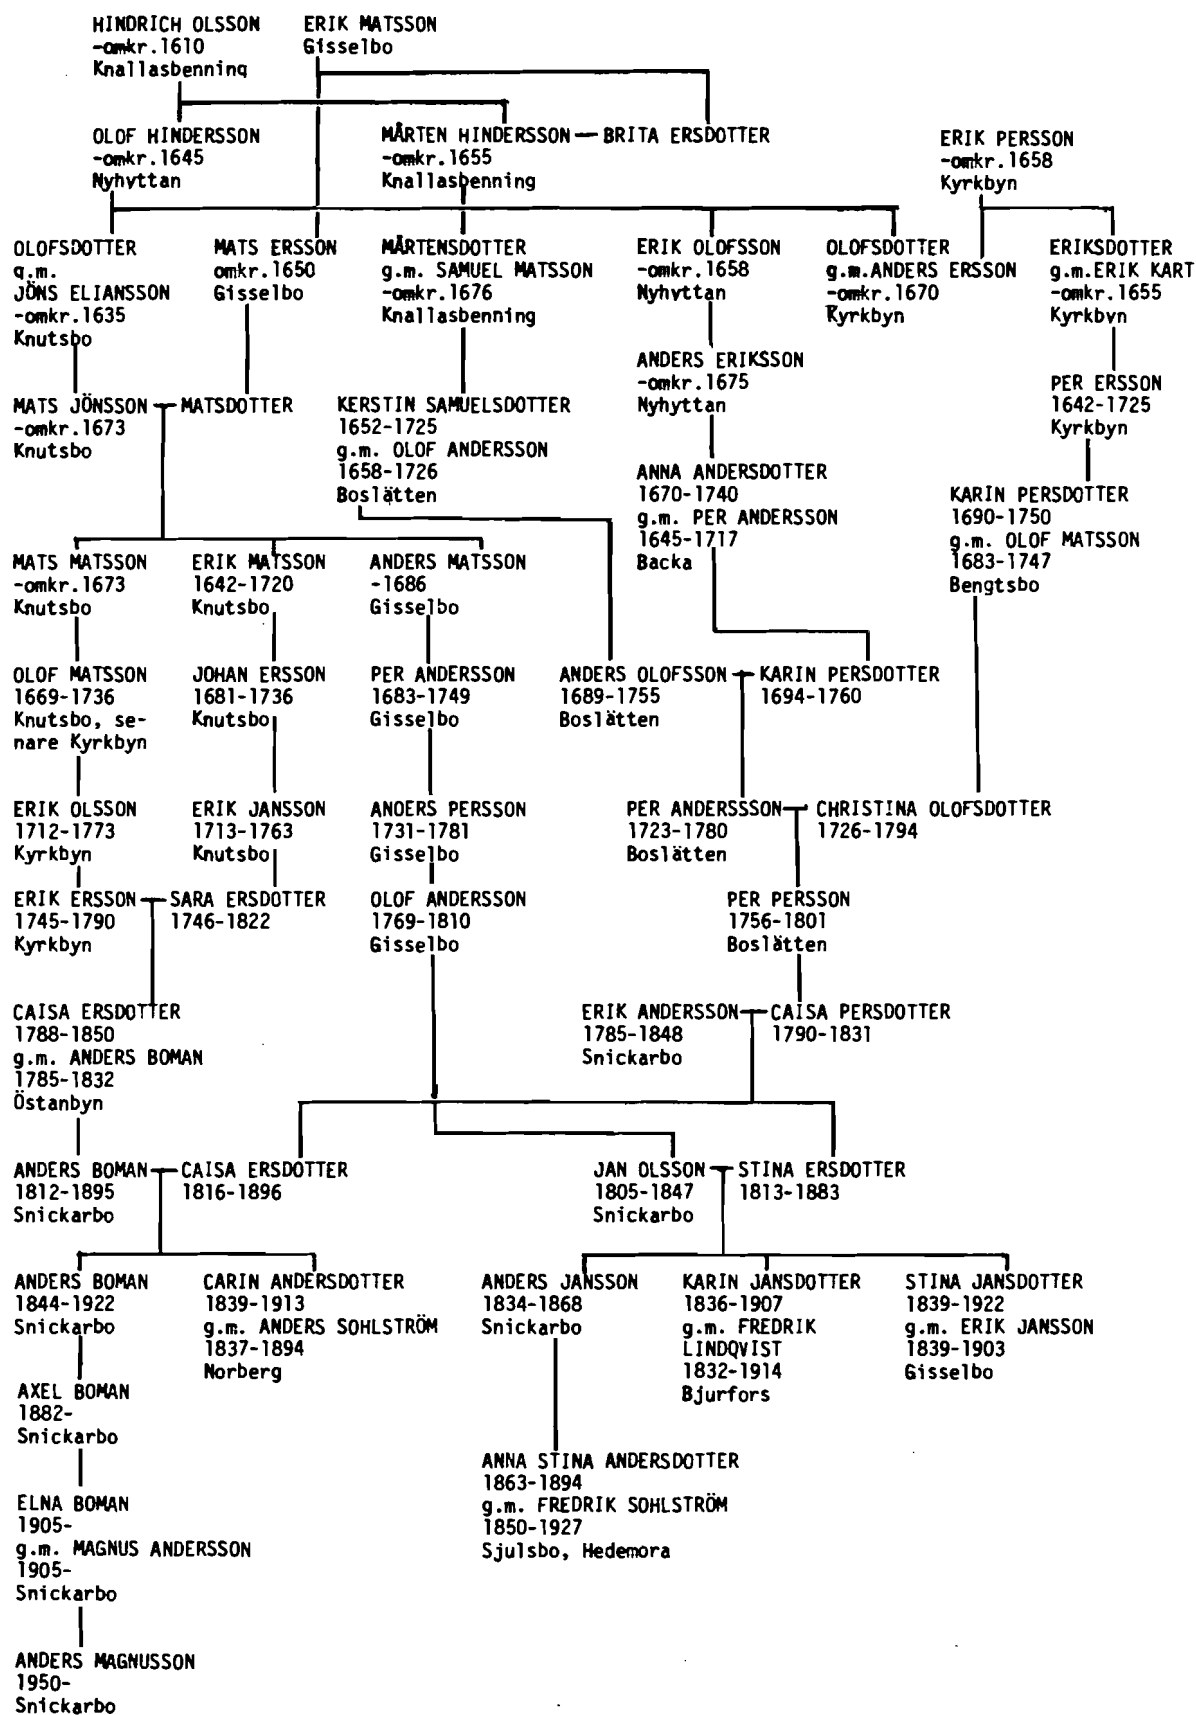 HINDRICH OLSSON
-omkr.1610
Knallasbenning
ERIK MATSSON
Gisselbo
OLOF HINDERSSON
-omkr.1645
Nyhyttan
MÅRTEN HINDERSSON
-omkr.1655
Knallasbenning
BRITA ERSDOTTER
ERIK PERSSON
-omkr.1658
Kyrkbyn
OLOFSDOTTER
g.m.
JÖNS ELIANSSON
-omkr.1635
Knutsbo
MATS ERSSON
omkr.1650
Gisselbo
MÅRTENSDOTTER
g.m. SAMUEL MATSSON
-omkr.1676
Knallasbenning
ERIK OLOFSSON
-omkr.1658
Nyhyttan
OLOFSDOTTER
g.m.ANDERS ERSSON
-omkr.1670
Kyrkbyn
ERIKSDOTTER
g.m.ERIK KART
-omkr.1655
Kyrkbyn
ANDERS ERIKSSON
-omkr.1675
Nyhyttan
PER ERSSON
1642-1725
Kyrkbyn
MATS JÖNSSON
-omkr.1673
Knutsbo
MATSDOTTER
KERSTIN SAMUELSDOTTER
1652-1725
g.m. OLOF ANDERSSON
1658-1726
Boslätten
ANNA ANDERSDOTTER
1670-1740
g.m. PER ANDERSSON
1645-1717
Backa
KARIN PERSDOTTER
1690-1750
g.m. OLOF MATSSON
1683-1747
Bengtsbo
MATS MATSSON
-omkr.1673
Knutsbo
ERIK MATSSON
1642-1720
Knutsbo
ANDERS MATSSON
-1686
Gisselbo
OLOF MATSSON
1669-1736
Knutsbo, se-
nare Kyrkbyn
JOHAN ERSSON
1681-1736
Knutsbo
PER ANDERSSON
1683-1749
Gisselbo
ANDERS OLOFSSON
1689-1755
Boslätten
KARIN PERSDOTTER
1694-1760
ERIK OLSSON
1712-1773
Kyrkbyn
ERIK JANSSON
1713-1763
Knutsbo
ANDERS PERSSON
1731-1781
Gisselbo
PER ANDERSSSON
1723-1780
Boslätten
CHRISTINA OLOFSDOTTER
1726-1794
ERIK ERSSON
1745-1790
Kyrkbyn
SARA ERSDOTTER
1746-1822
OLOF ANDERSSON
1769-1810
Gisselbo
PER PERSSON
1756-1801
Boslätten
CAISA ERSDOTTER
1788-1850
g.m. ANDERS BOMAN
1785-1832
Östanbyn
ERIK ANDERSSON
1785-1848
Snickarbo
CAISA PERSDOTTER
1790-1831
ANDERS BOMAN
1812-1895
Snickarbo
CAISA ERSDOTTER
1816-1896
JAN OLSSON
1805-1847
Snickarbo
STINA ERSDOTTER
1813-1883
ANDERS BOMAN
1844-1922
Snickarbo
CARIN ANDERSDOTTER
1839-1913
g.m. ANDERS SOHLSTRÖM
1837-1894
Norberg
ANDERS JANSSON
1834-1868
Snickarbo
KARIN JANSDOTTER
1836-1907
g.m. FREDRIK
LINDQVIST
1832-1914
Bjurfors
STINA JANSDOTTER
1839-1922
g.m. ERIK JANSSON
1839-1903
Gisselbo
AXEL BOMAN
1882-
Snickarbo
ANNA STINA ANDERSDOTTER
1863-1894
g.m. FREDRIK SOHLSTRÖM
1850-1927
Sjulsbo, Hedemora
ELNA BOMAN
1905-
g.m. MAGNUS ANDERSSON
1905-
Snickarbo
ANDERS MAGNUSSON
1950-
Snickarbo